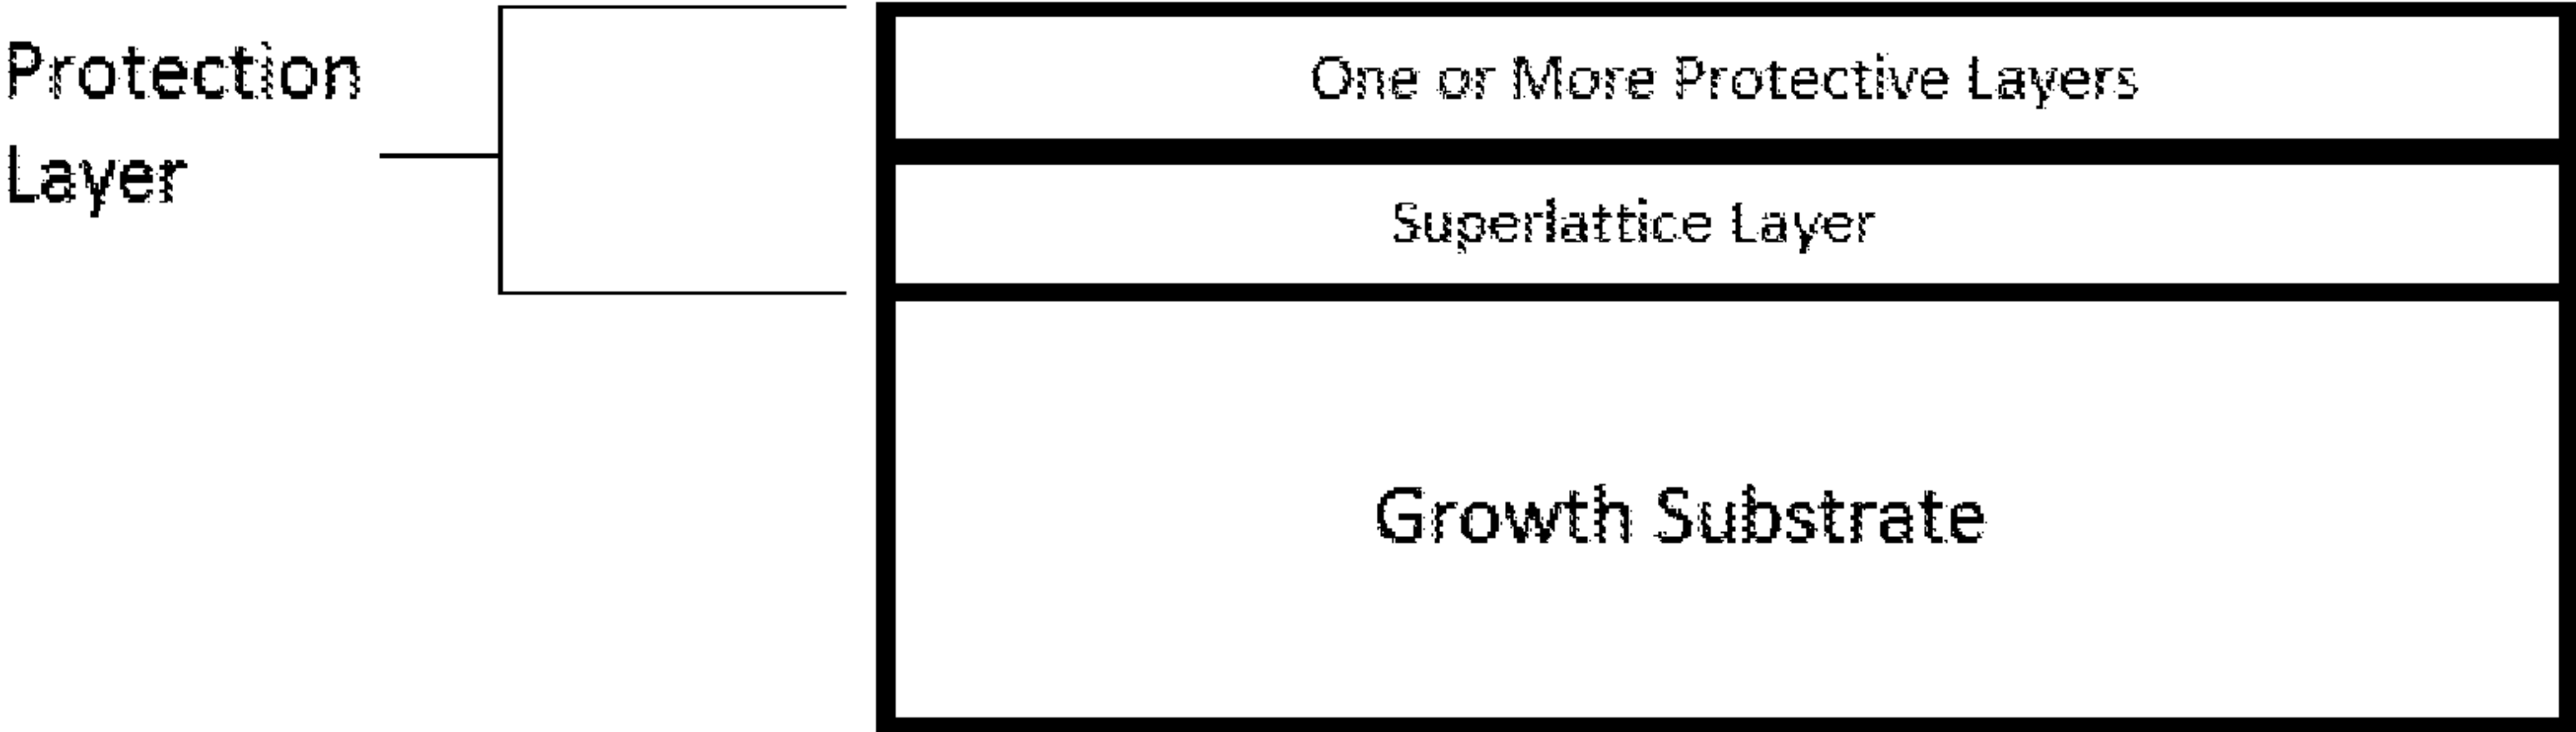 Protection
Layer
One or More Protective Layers
Superlattice Layer
Growth Substrate